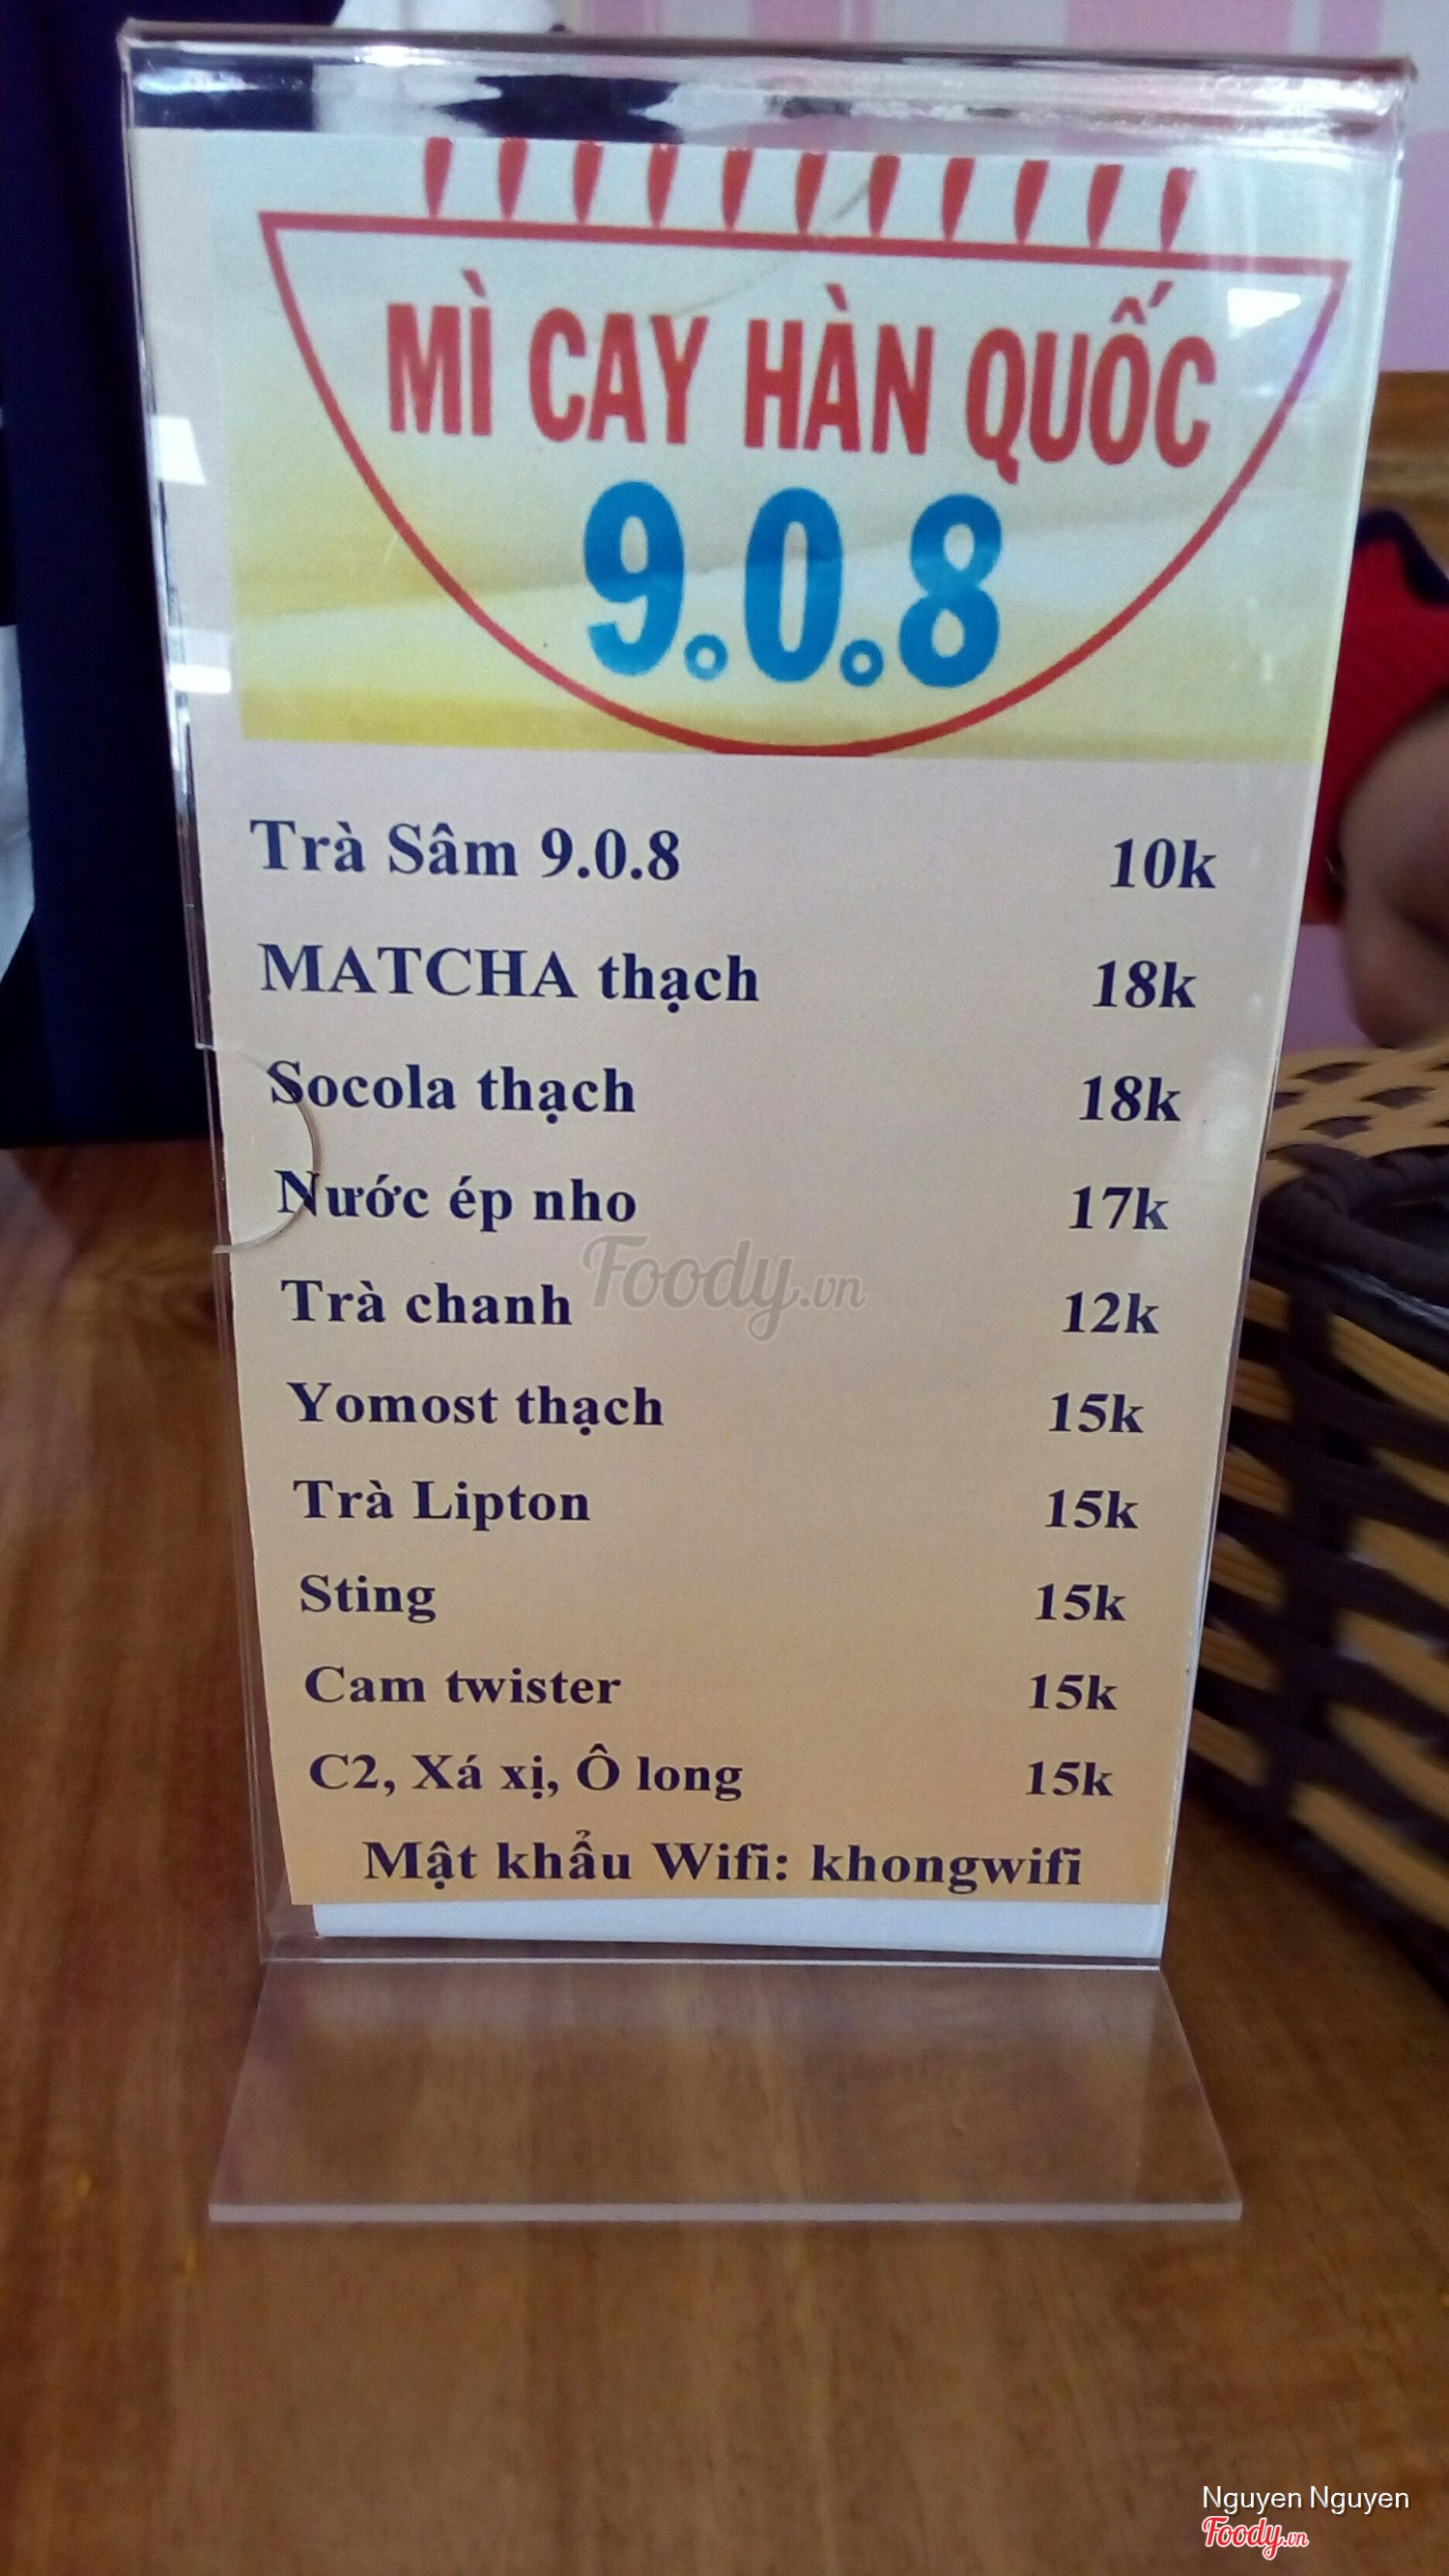 MÌ CAY HÀN QUỐC
9.0.8
Trà Sâm 9.0.8 10k
MATCHA thạch 18k
Socola thạch 18k
Nước ép nho 17k
Foody.vn
Trà chanh 12k
Yomost thạch 15k
Trà Lipton 15k
Sting 15k
Cam twister 15k
C2, Xá xị, Ô long 15k
Mật khẩu Wifi: khongwifi
Nguyen Nguyen
Foody.vn